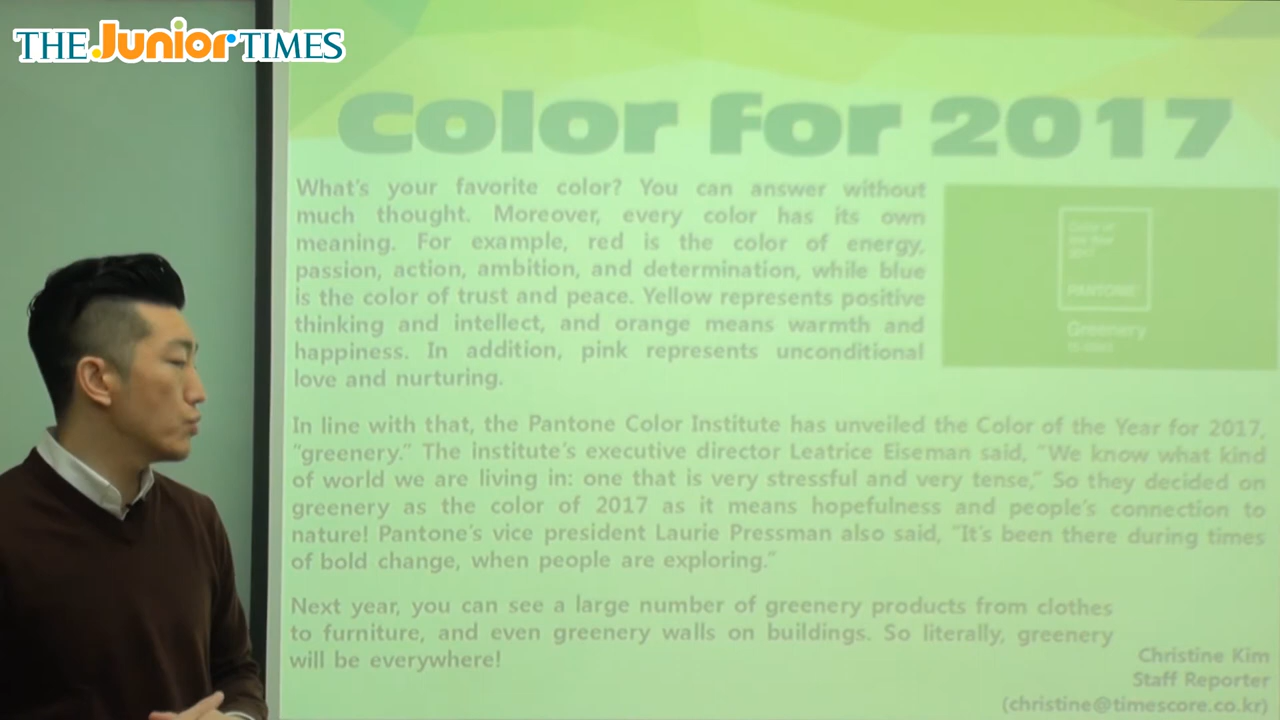 THE Junior TIMES
Color for 2017
What's your favorite color? You can answer without
much thought. Moreover, every color has its own
meaning. For example, red is the color of energy,
passion, action, ambition, and determination, while blue
is the color of trust and peace. Yellow represents positive
thinking and intellect, and orange means warmth and
happiness. In addition, pink represents unconditional
love and nurturing.
Color of
the Year
2017
PANTONE
Greenery
In line with that, the Pantone Color Institute has unveiled the Color of the Year for 2017,
"greenery." The institute's executive director Leatrice Eiseman said, "We know what kind
of world we are living in: one that is very stressful and very tense," So they decided on
greenery as the color of 2017 as it means hopefulness and people's connection to
nature! Pantone's vice president Laurie Pressman also said, "It's been there during times
of bold change, when people are exploring."
Next year, you can see a large number of greenery products from clothes
to furniture, and even greenery walls on buildings. So literally, greenery
will be everywhere!
Christine Kim
Staff Reporter
(christine@timescore.co.kr)